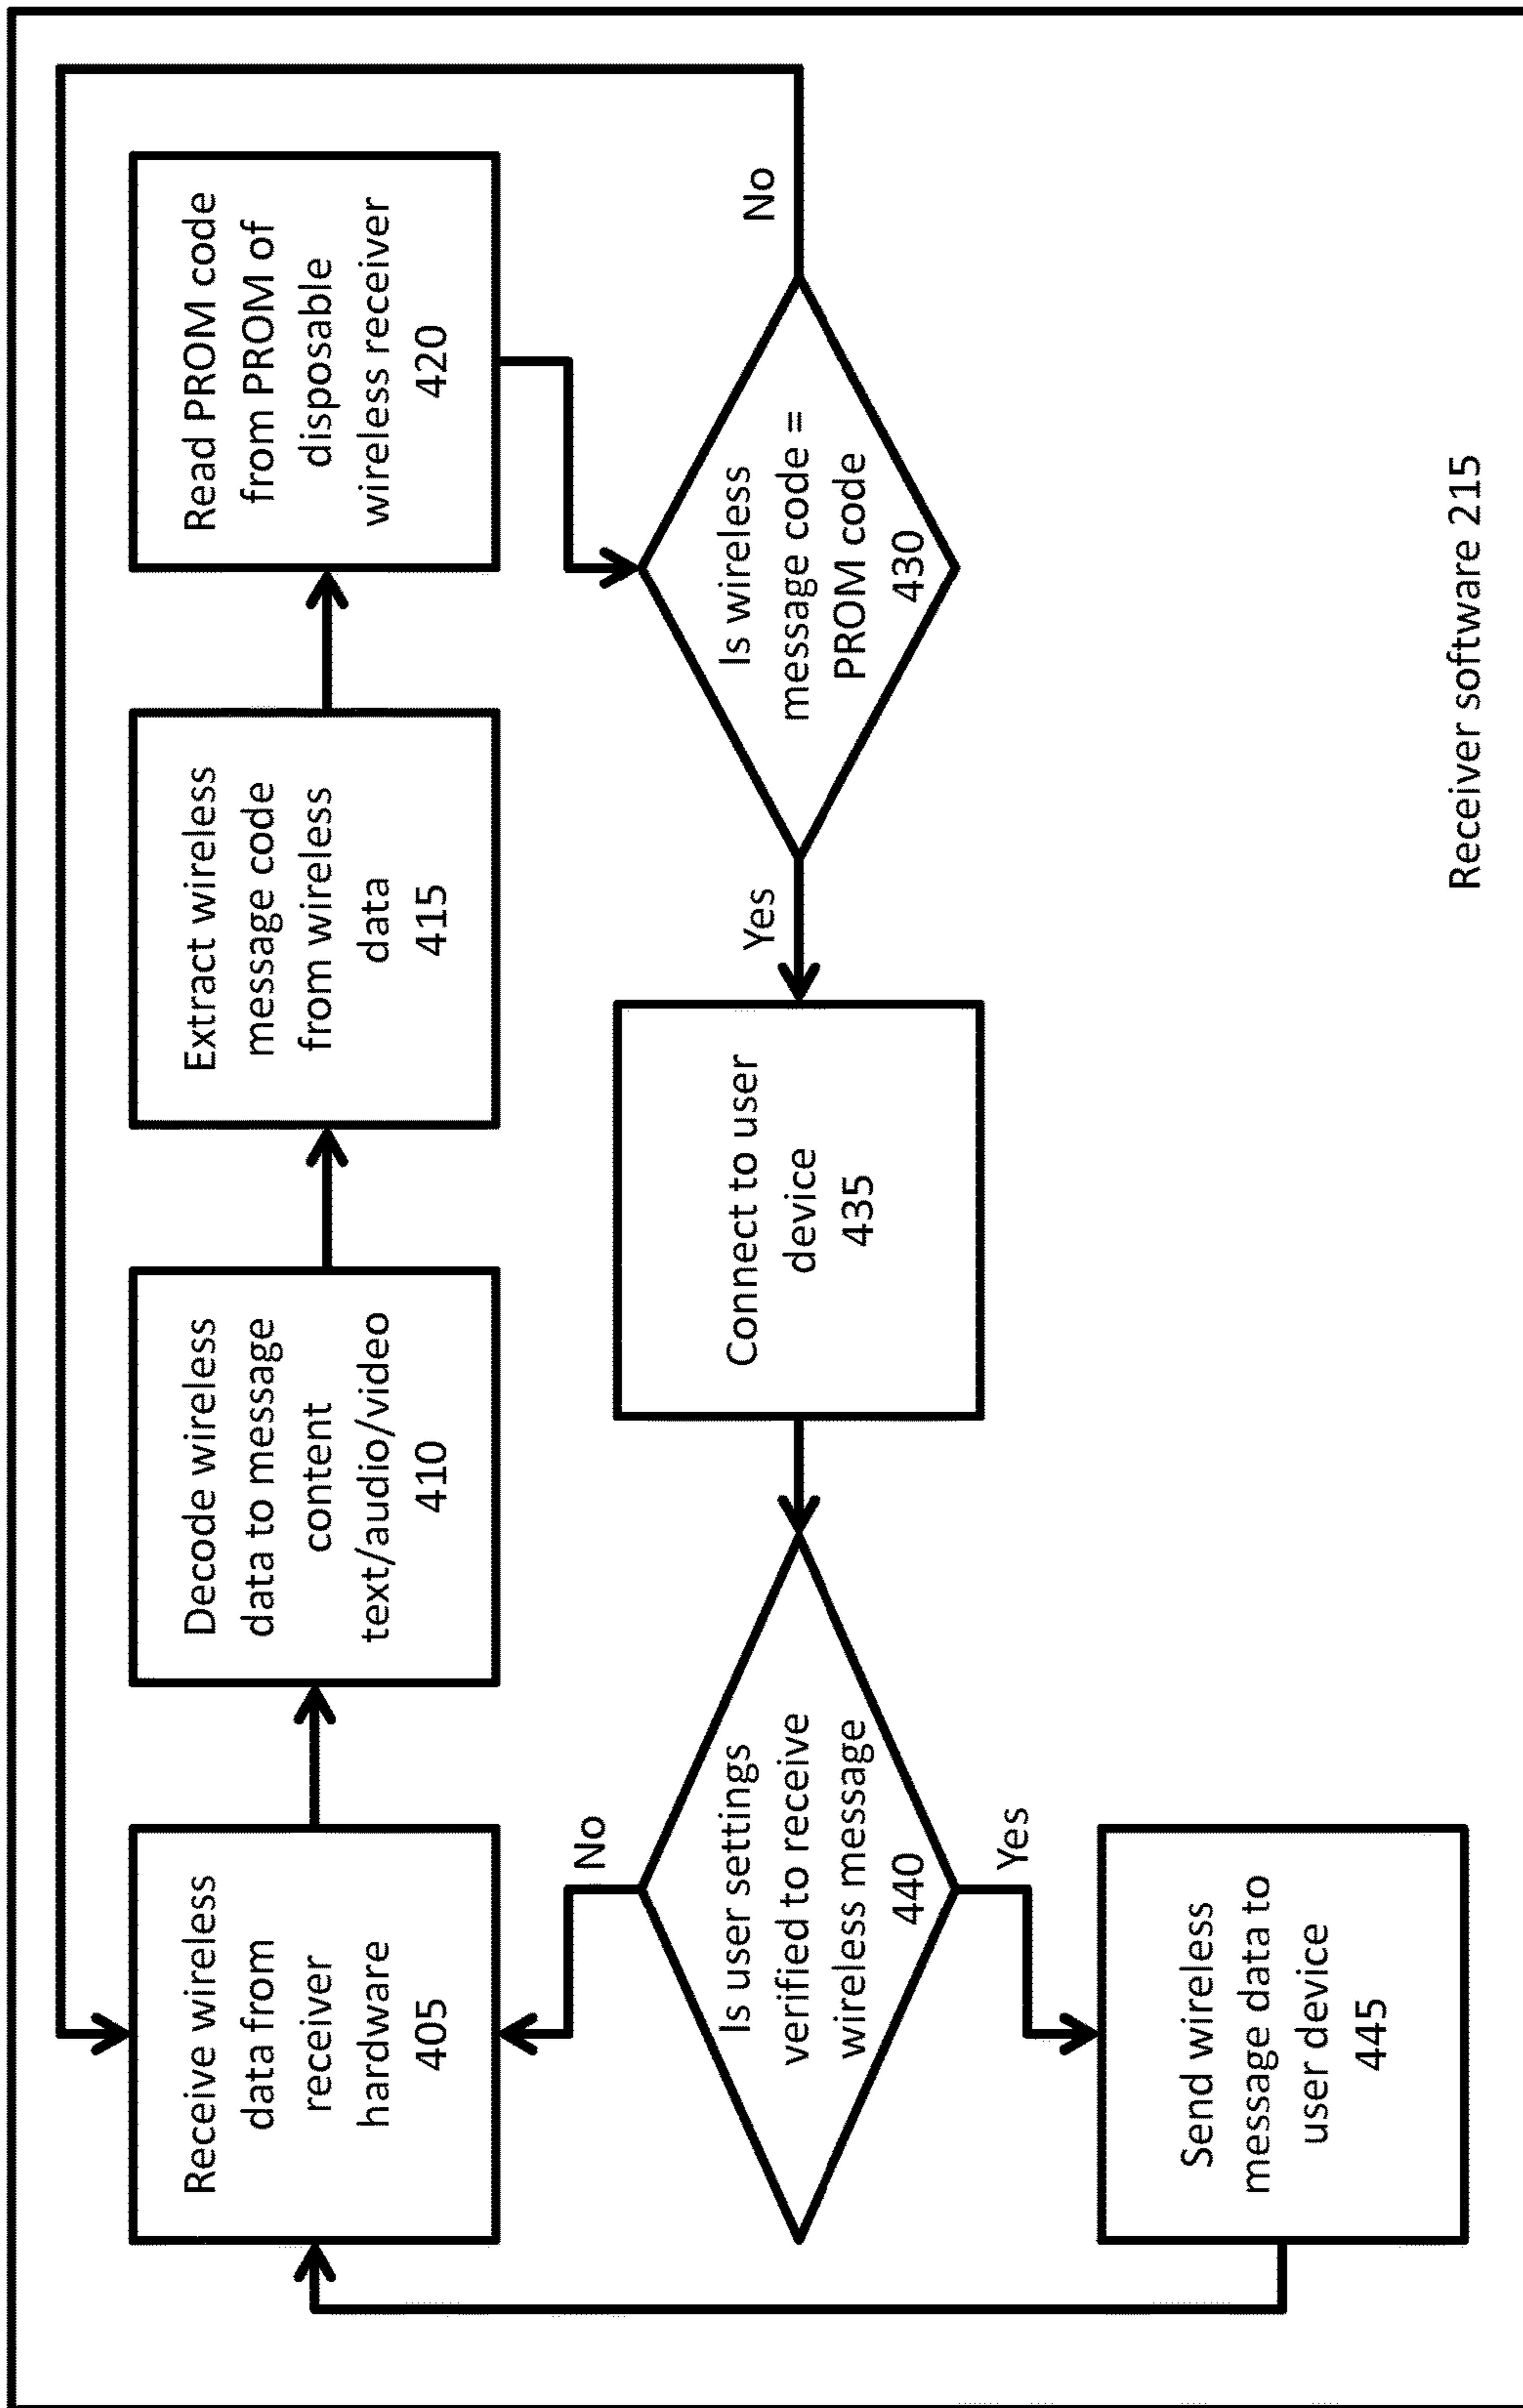 Receive wireless
data from
receiver
hardware
405
Decode wireless
data to message
content
text/audio/video
410
Extract wireless
message code
from wireless
data
415
Read PROM code
from PROM of
disposable
wireless receiver
420
No
Is user settings
verified to receive
wireless message
440
Yes
Connect to user
device
435
Yes
Is wireless
message code =
PROM code
430
No
Send wireless
message data to
user device
445
Receiver software 215